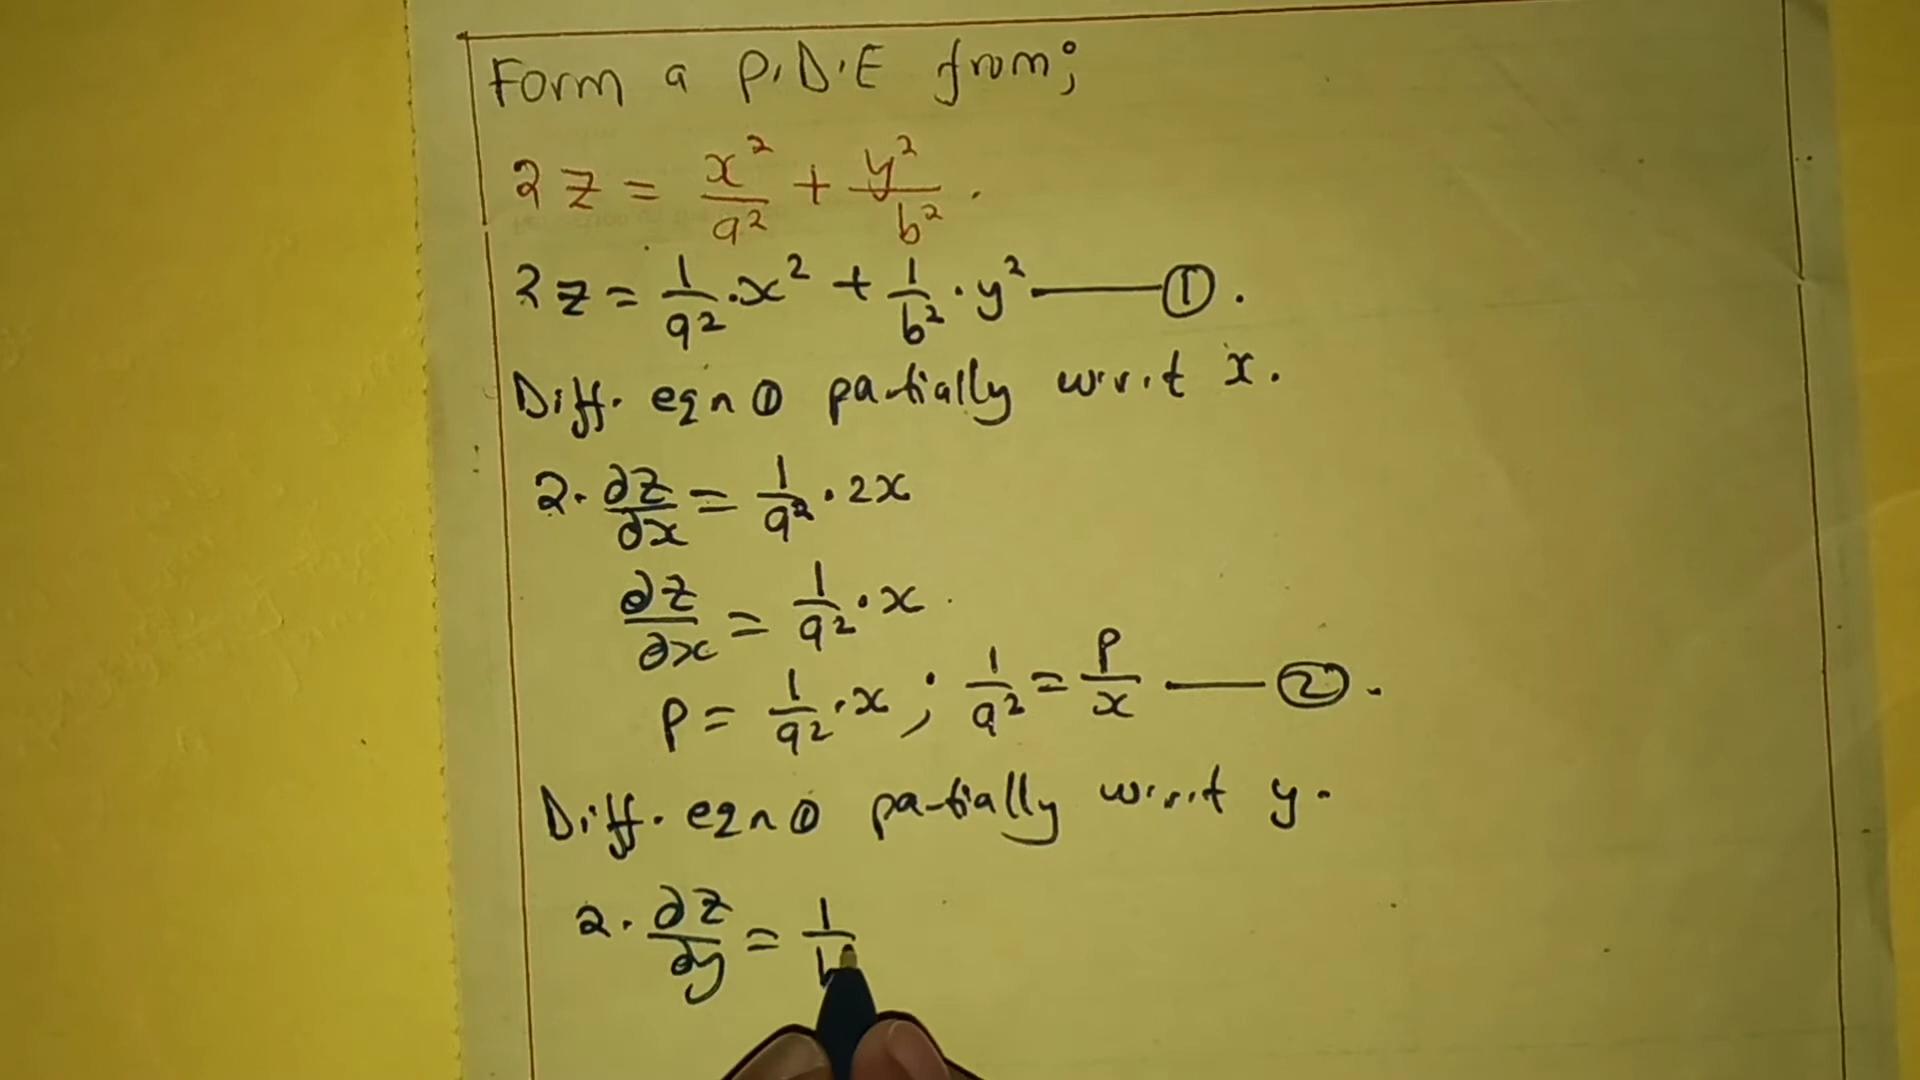 Form a P.D.E from;
2z = x²/a² + y²/b².
2z = 1/a² · x² + 1/b² · y² —— ①.
Diff. eqn ① partially w.r.t x.
2. ∂z/∂x = 1/a² · 2x
∂z/∂x = 1/a² · x
P = 1/a² · x ; 1/a² = P/x —— ②.
Diff. eqn ① partially w.r.t y.
2. ∂z/∂y = 1/b